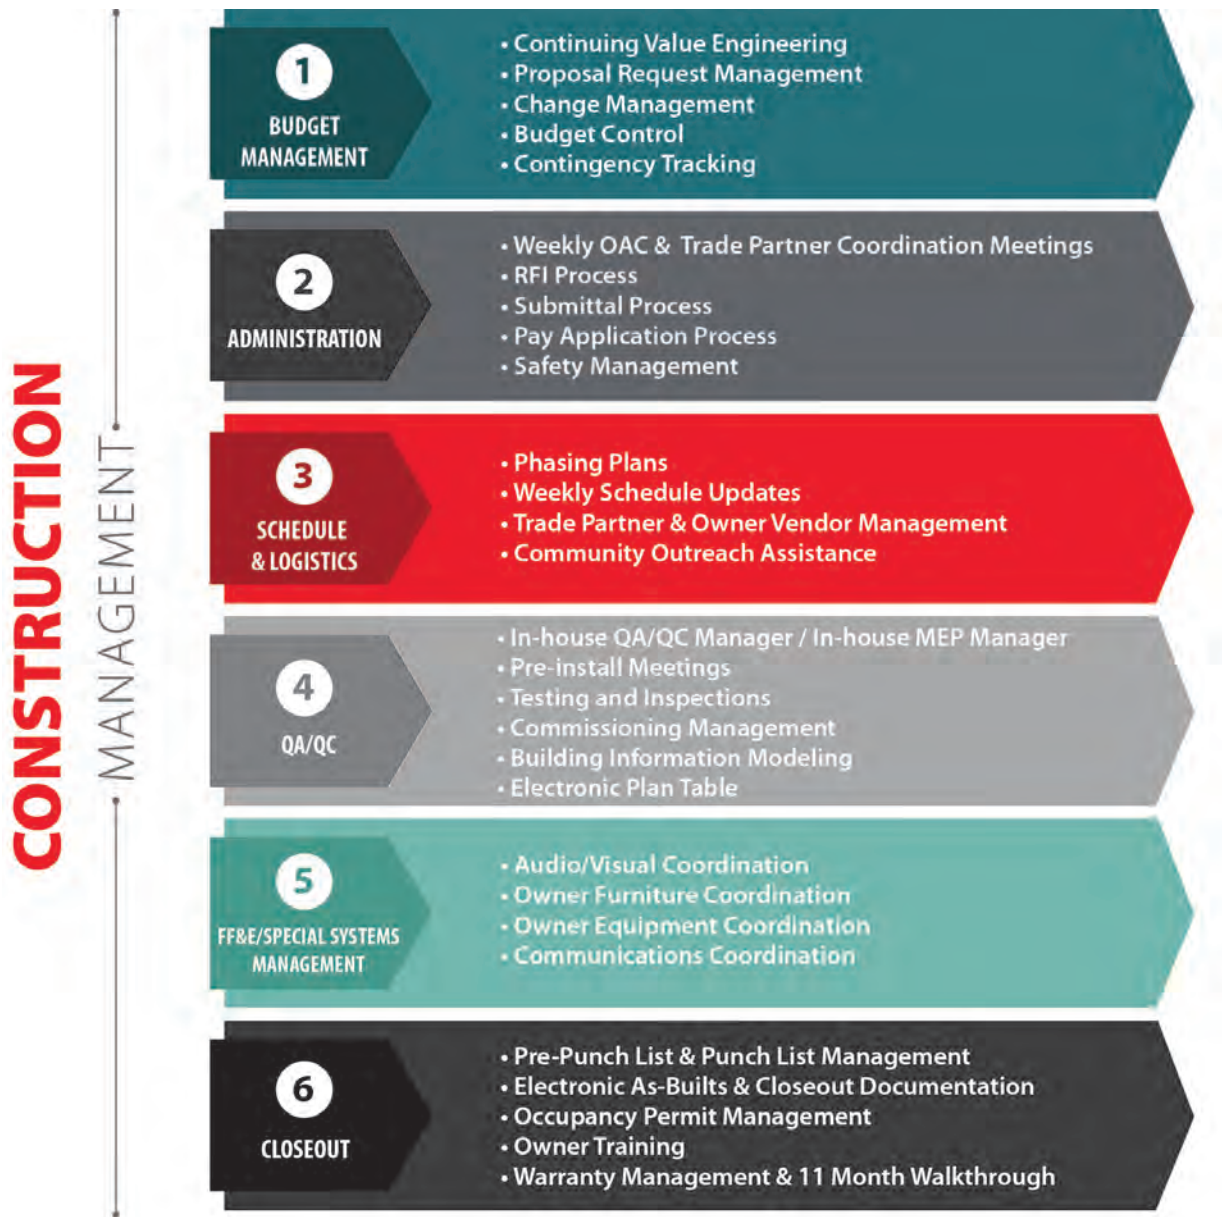 CONSTRUCTION
MANAGEMENT
1
BUDGET
MANAGEMENT
• Continuing Value Engineering
• Proposal Request Management
• Change Management
• Budget Control
• Contingency Tracking
2
ADMINISTRATION
• Weekly OAC & Trade Partner Coordination Meetings
• RFI Process
• Submittal Process
• Pay Application Process
• Safety Management
3
SCHEDULE
& LOGISTICS
• Phasing Plans
• Weekly Schedule Updates
• Trade Partner & Owner Vendor Management
• Community Outreach Assistance
4
QA/QC
• In-house QA/QC Manager / In-house MEP Manager
• Pre-install Meetings
• Testing and Inspections
• Commissioning Management
• Building Information Modeling
• Electronic Plan Table
5
FF&E/SPECIAL SYSTEMS
MANAGEMENT
• Audio/Visual Coordination
• Owner Furniture Coordination
• Owner Equipment Coordination
• Communications Coordination
6
CLOSEOUT
• Pre-Punch List & Punch List Management
• Electronic As-Builts & Closeout Documentation
• Occupancy Permit Management
• Owner Training
• Warranty Management & 11 Month Walkthrough